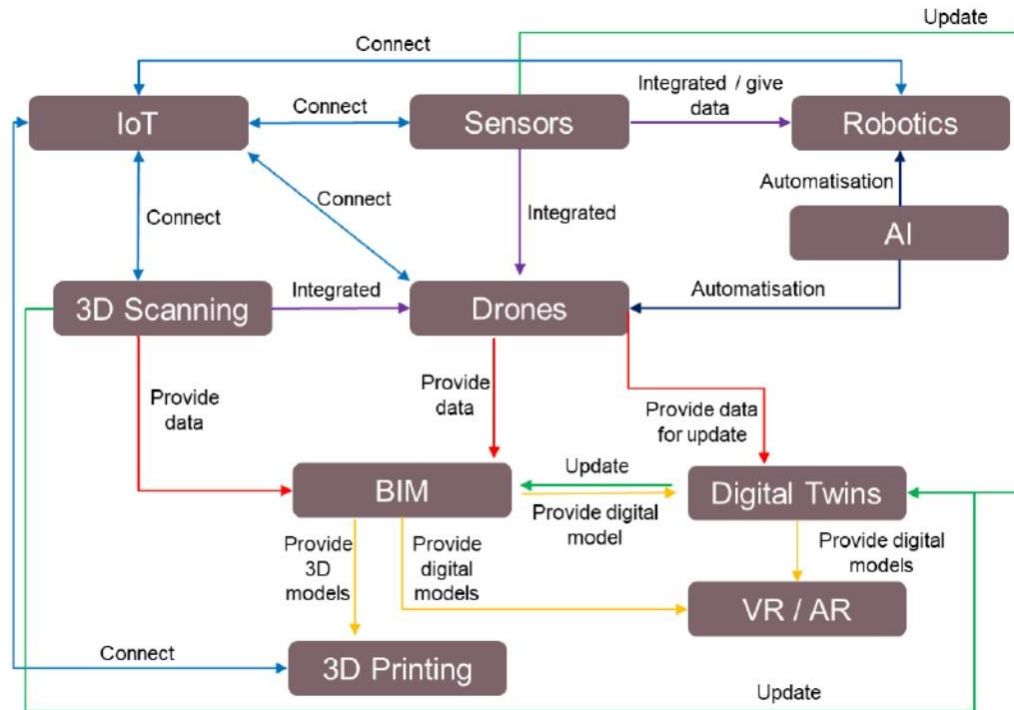 Update
Connect
Integrated / give
data
IoT
Connect
Sensors
Robotics
Automatisation
Connect
Connect
Integrated
AI
3D Scanning
Integrated
Drones
Automatisation
Provide
data
Provide
data
Provide data
for update
BIM
Update
Provide digital
model
Digital Twins
Provide
3D
models
Provide
digital
models
Provide digital
models
VR / AR
Connect
3D Printing
Update